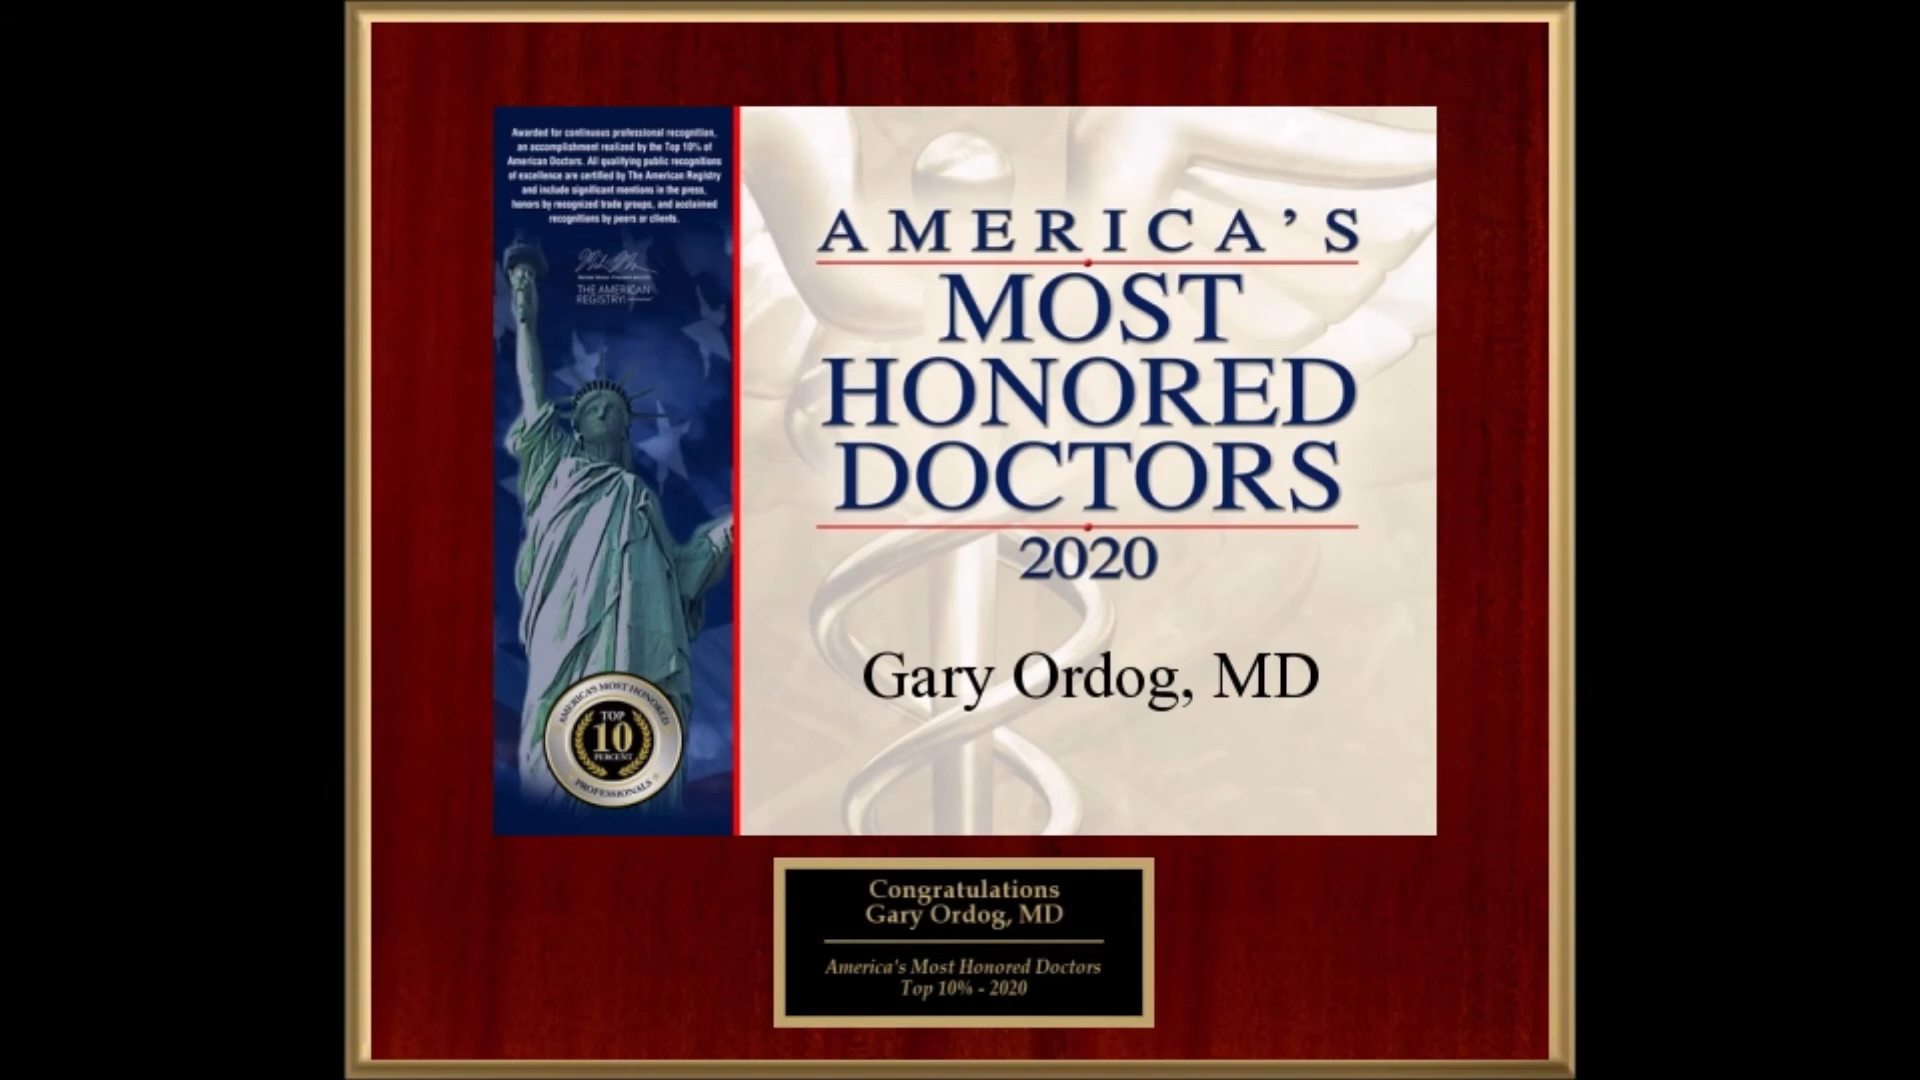 Awarded for continuous professional recognition,
an accomplishment realized by the Top 10% of
American Doctors. All qualifying public recognitions
of excellence are certified by The American Registry
and include significant mentions in the press,
honors by recognized trade groups, and acclaimed
recognitions by peers or clients.
THE AMERICAN
REGISTRY
AMERICA'S MOST HONORED
TOP
10
PERCENT
PROFESSIONALS
AMERICA'S
MOST
HONORED
DOCTORS
2020
Gary Ordog, MD
Congratulations
Gary Ordog, MD
America's Most Honored Doctors
Top 10% - 2020